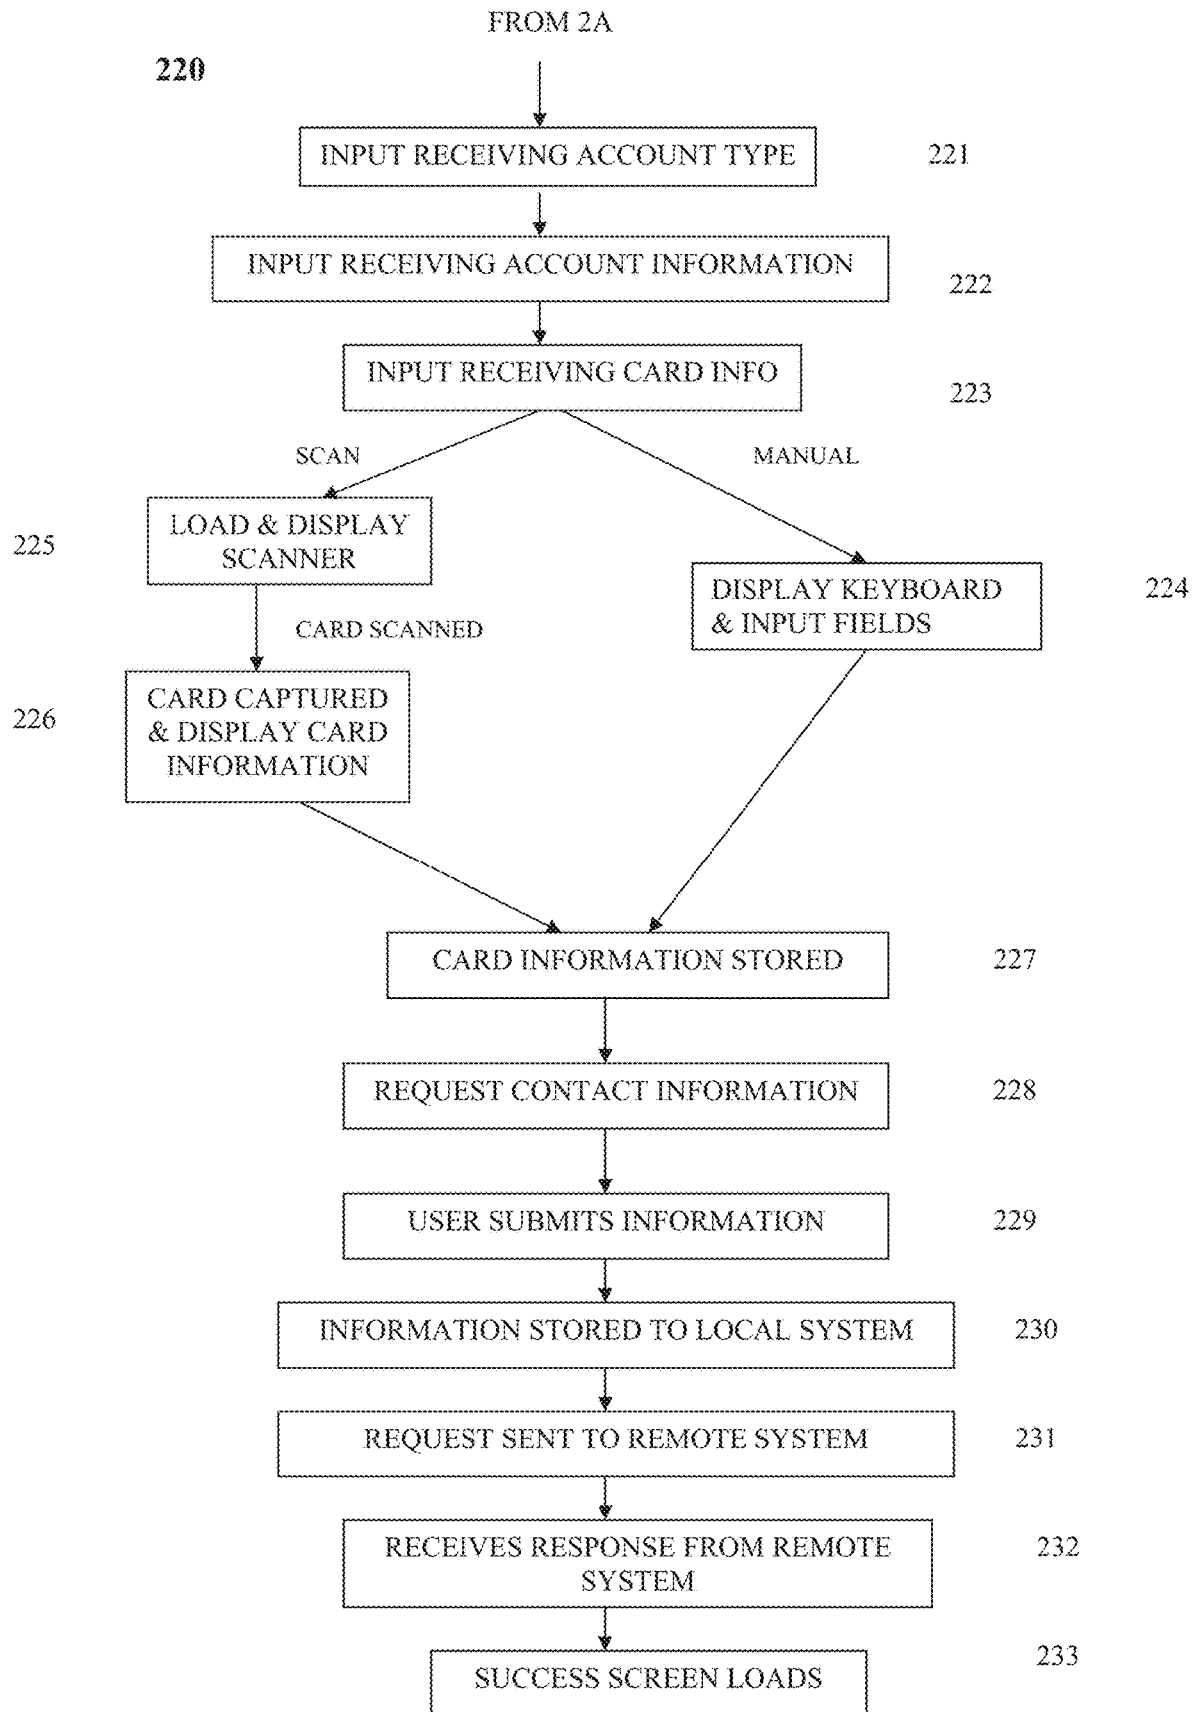 FROM 2A
220
INPUT RECEIVING ACCOUNT TYPE
221
INPUT RECEIVING ACCOUNT INFORMATION
222
INPUT RECEIVING CARD INFO
223
SCAN
MANUAL
LOAD & DISPLAY
SCANNER
225
DISPLAY KEYBOARD
& INPUT FIELDS
224
CARD SCANNED
CARD CAPTURED
& DISPLAY CARD
INFORMATION
226
CARD INFORMATION STORED
227
REQUEST CONTACT INFORMATION
228
USER SUBMITS INFORMATION
229
INFORMATION STORED TO LOCAL SYSTEM
230
REQUEST SENT TO REMOTE SYSTEM
231
RECEIVES RESPONSE FROM REMOTE
SYSTEM
232
SUCCESS SCREEN LOADS
233